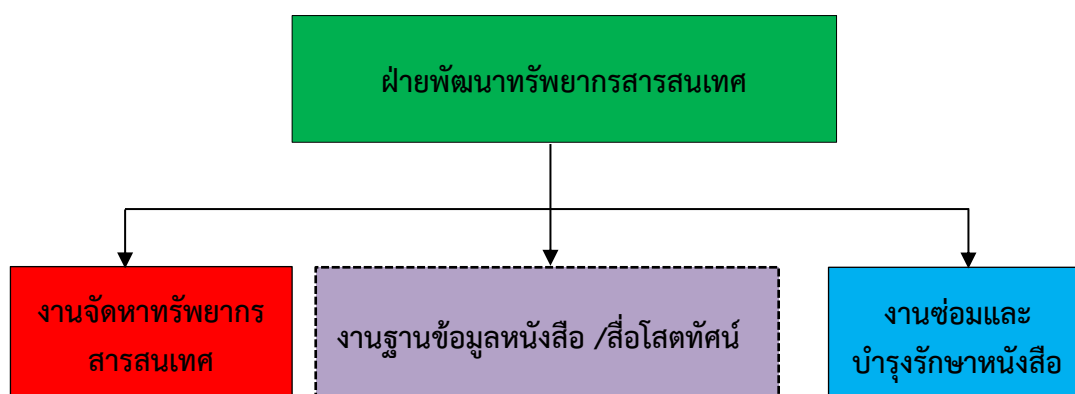 ฝ่ายพัฒนาทรัพยากรสารสนเทศ
งานจัดหาทรัพยากร
สารสนเทศ
งานฐานข้อมูลหนังสือ /สื่อโสตทัศน์
งานซ่อมและ
บำรุงรักษาหนังสือ